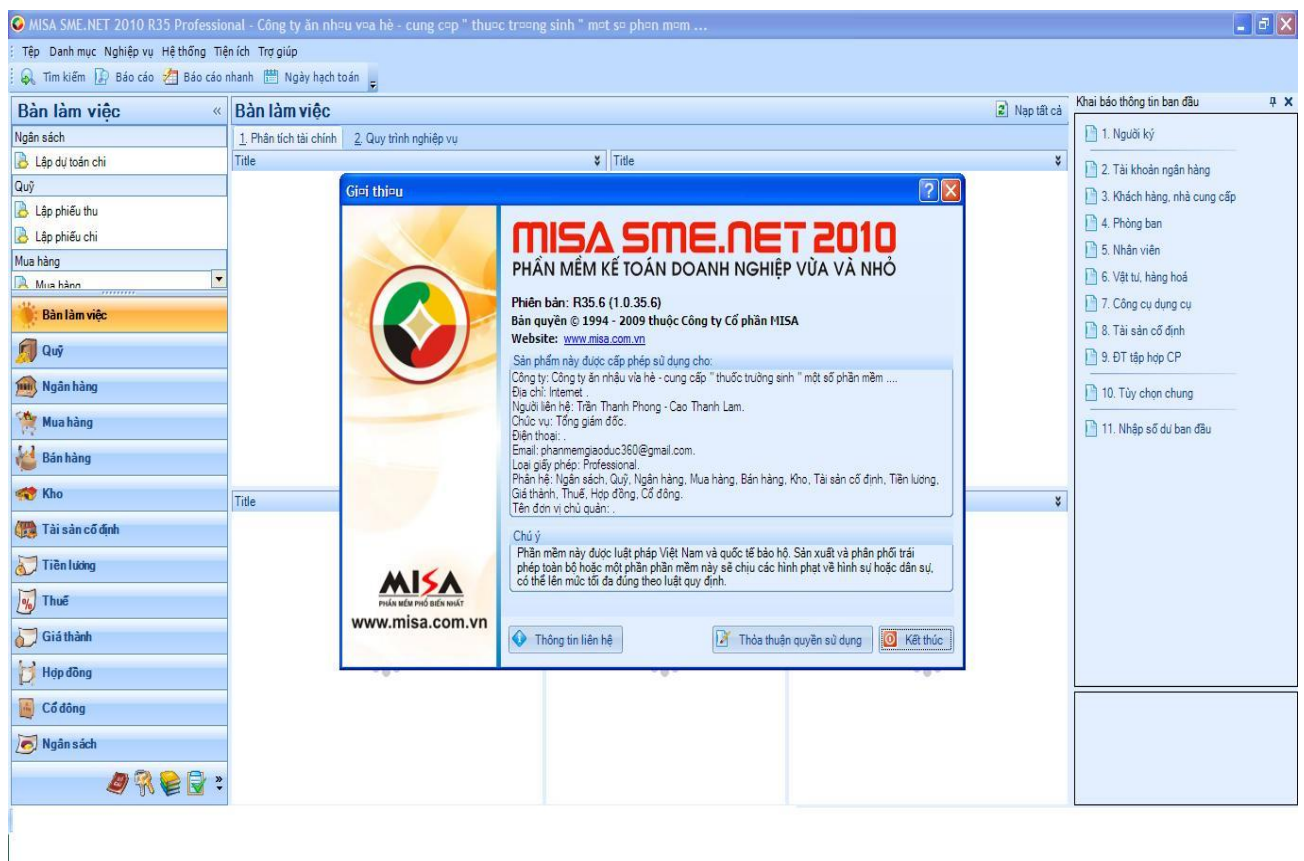 MISA SME.NET 2010 R35 Professional - Công ty ăn nh¤u v¤a hè - cung c¤p " thu¤c tr¤¤ng sinh " m¤t s¤ ph¤n m¤m ...
Tệp Danh mục Nghiệp vụ Hệ thống Tiện ích Trợ giúp
Tìm kiếm Báo cáo Báo cáo nhanh Ngày hạch toán
Bàn làm việc
Ngân sách
Lập dự toán chi
Quỹ
Lập phiếu thu
Lập phiếu chi
Mua hàng
Mua hàng
Bàn làm việc
Quỹ
Ngân hàng
Mua hàng
Bán hàng
Kho
Tài sản cố định
Tiền lương
Thuế
Giá thành
Hợp đồng
Cổ đông
Ngân sách
Bàn làm việc
Nạp tất cả
1. Phân tích tài chính 2. Quy trình nghiệp vụ
Title Title
Title
Gi¤i thi¤u
MISA SME.NET 2010
PHẦN MỀM KẾ TOÁN DOANH NGHIỆP VỪA VÀ NHỎ
Phiên bản: R35.6 (1.0.35.6)
Bản quyền © 1994 - 2009 thuộc Công ty Cổ phần MISA
Website: www.misa.com.vn
Sản phẩm này được cấp phép sử dụng cho:
Công ty: Công ty ăn nhậu vỉa hè - cung cấp " thuốc trường sinh " một số phần mềm ....
Địa chỉ: Internet .
Người liên hệ: Trần Thanh Phong - Cao Thanh Lam.
Chức vụ: Tổng giám đốc.
Điện thoại: .
Email: phanmemgiaoduc360@gmail.com.
Loại giấy phép: Professional.
Phân hệ: Ngân sách, Quỹ, Ngân hàng, Mua hàng, Bán hàng, Kho, Tài sản cố định, Tiền lương,
Giá thành, Thuế, Hợp đồng, Cổ đông.
Tên đơn vị chủ quản: .
Chú ý
Phần mềm này được luật pháp Việt Nam và quốc tế bảo hộ. Sản xuất và phân phối trái
phép toàn bộ hoặc một phần phần mềm này sẽ chịu các hình phạt về hình sự hoặc dân sự,
có thể lên mức tối đa đúng theo luật quy định.
MISA
PHẦN MỀM PHỔ BIẾN NHẤT
www.misa.com.vn
Thông tin liên hệ Thỏa thuận quyền sử dụng Kết thúc
Khai báo thông tin ban đầu
1. Người ký
2. Tài khoản ngân hàng
3. Khách hàng, nhà cung cấp
4. Phòng ban
5. Nhân viên
6. Vật tư, hàng hoá
7. Công cụ dụng cụ
8. Tài sản cố định
9. ĐT tập hợp CP
10. Tùy chọn chung
11. Nhập số dư ban đầu